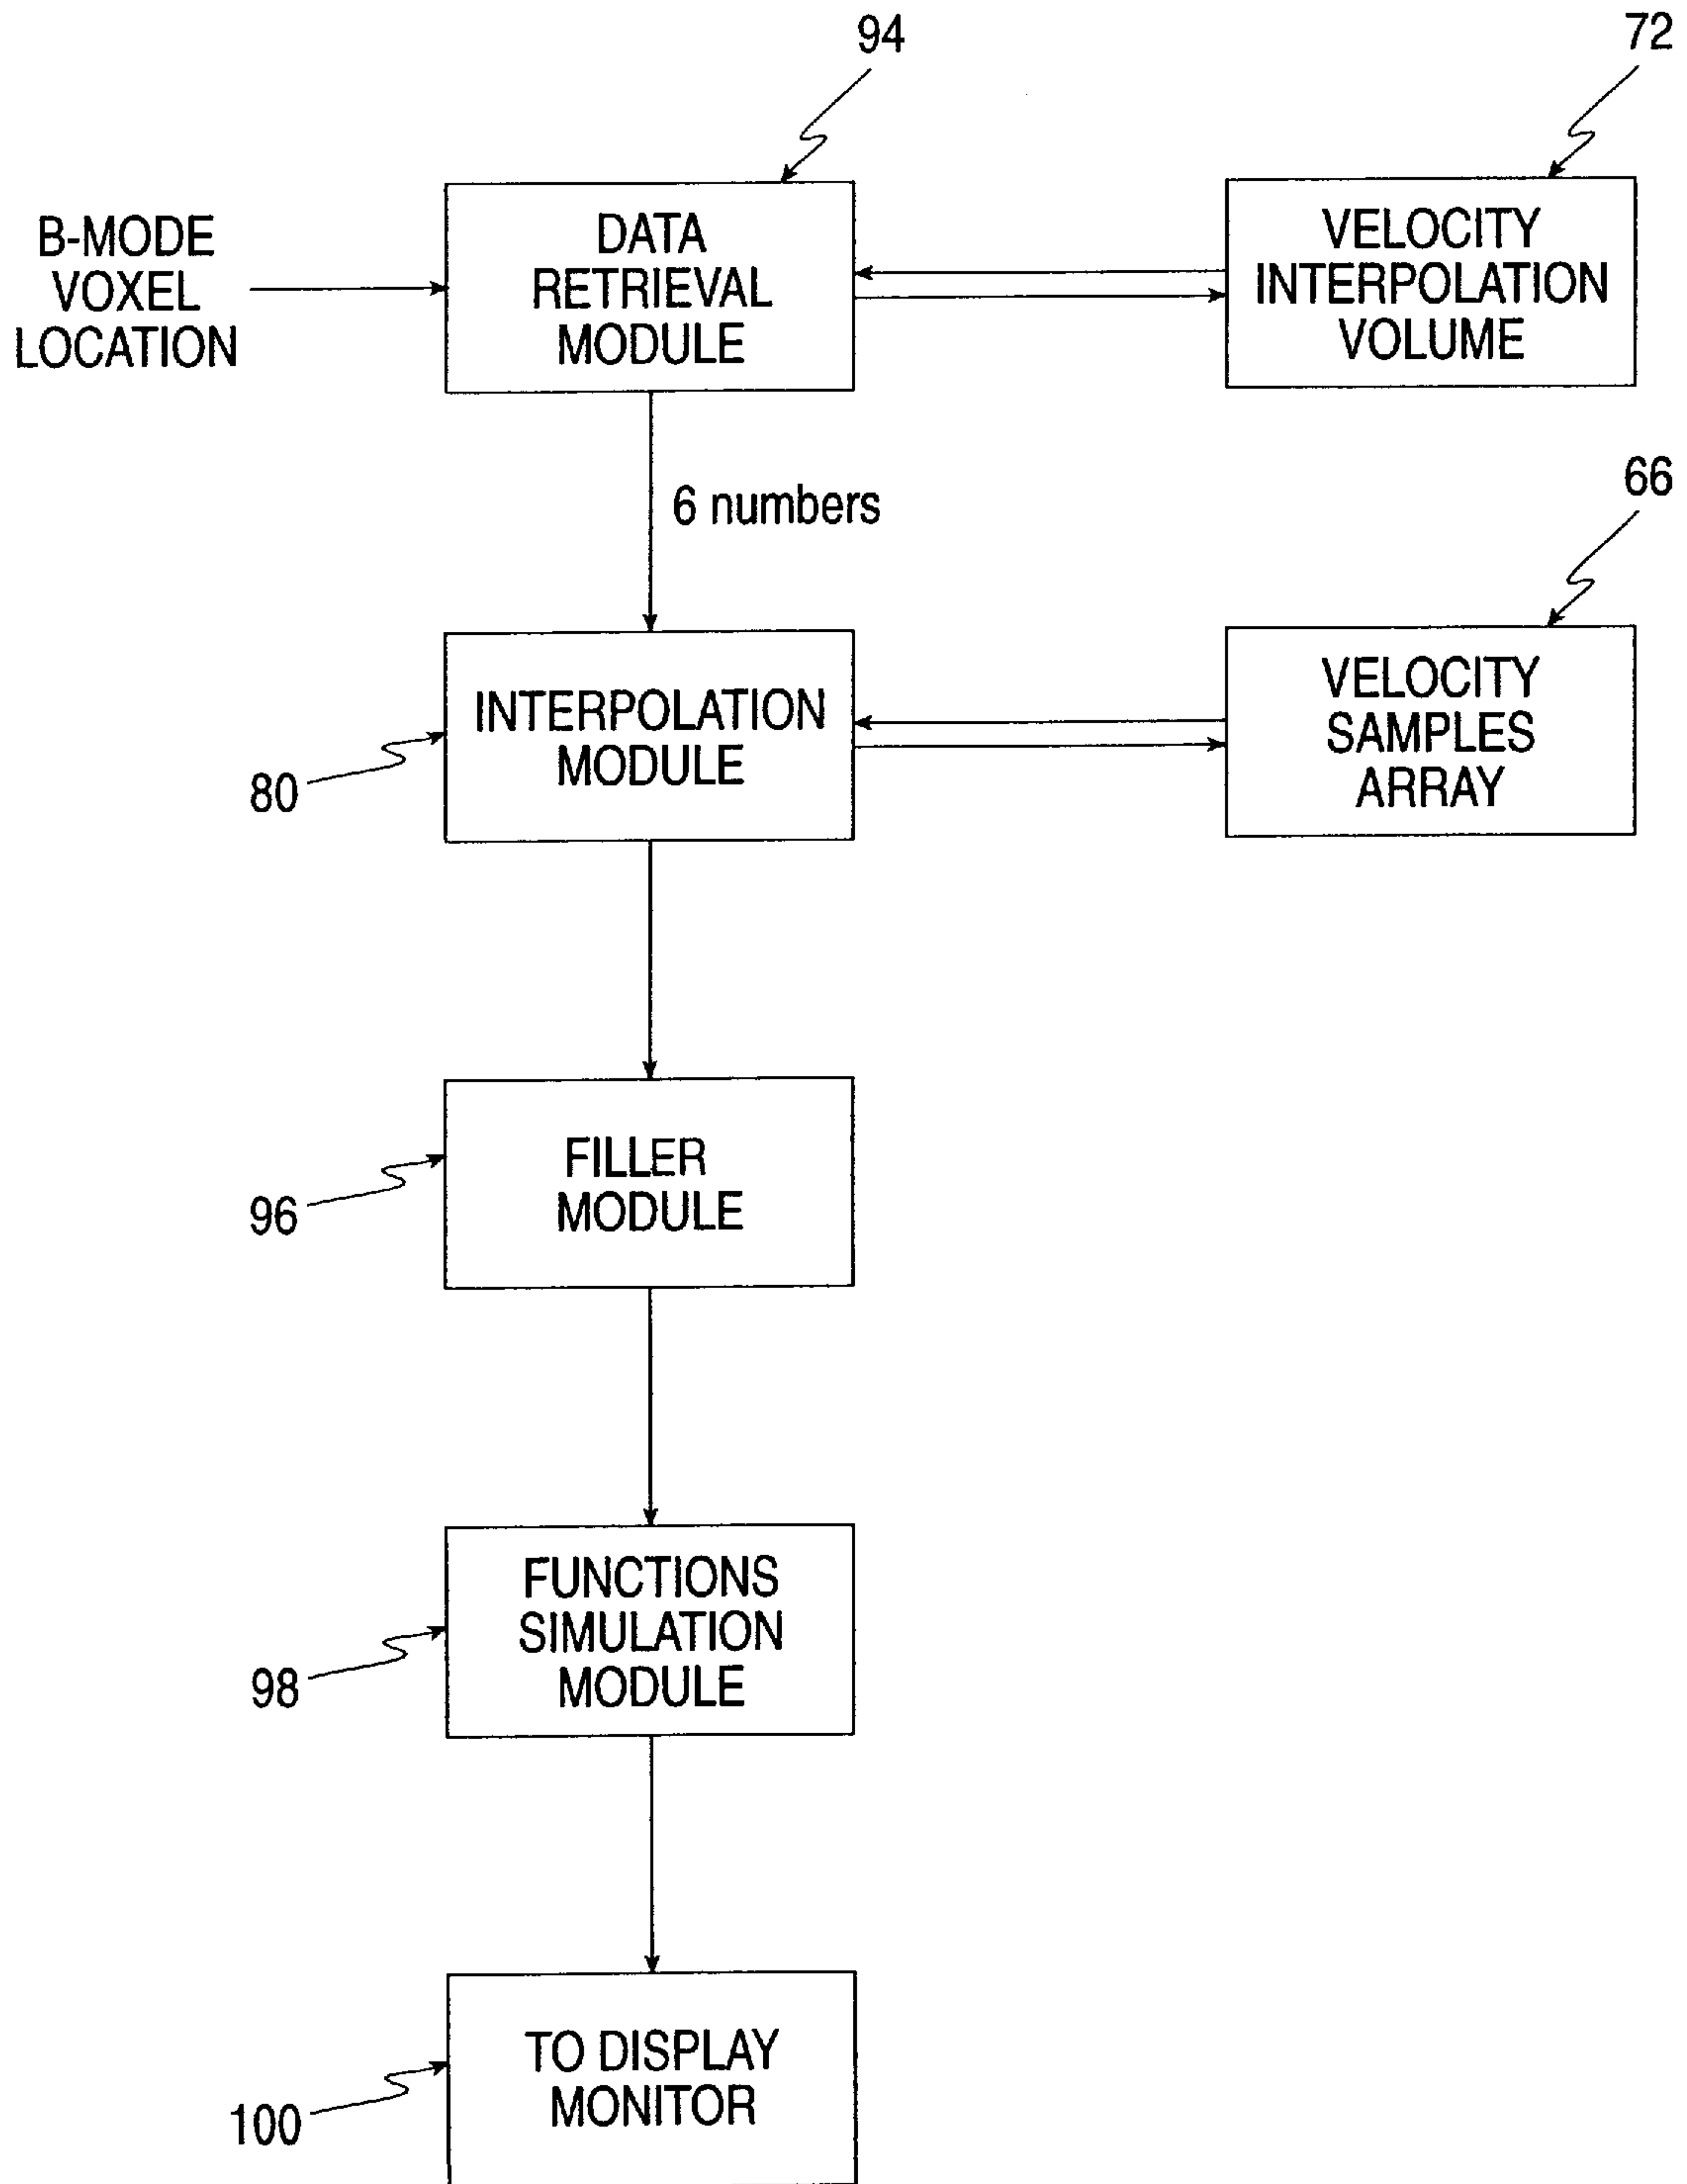 94
72
B-MODE
VOXEL
LOCATION
DATA
RETRIEVAL
MODULE
VELOCITY
INTERPOLATION
VOLUME
6 numbers
66
INTERPOLATION
MODULE
80
VELOCITY
SAMPLES
ARRAY
FILLER
MODULE
96
FUNCTIONS
SIMULATION
MODULE
98
TO DISPLAY
MONITOR
100